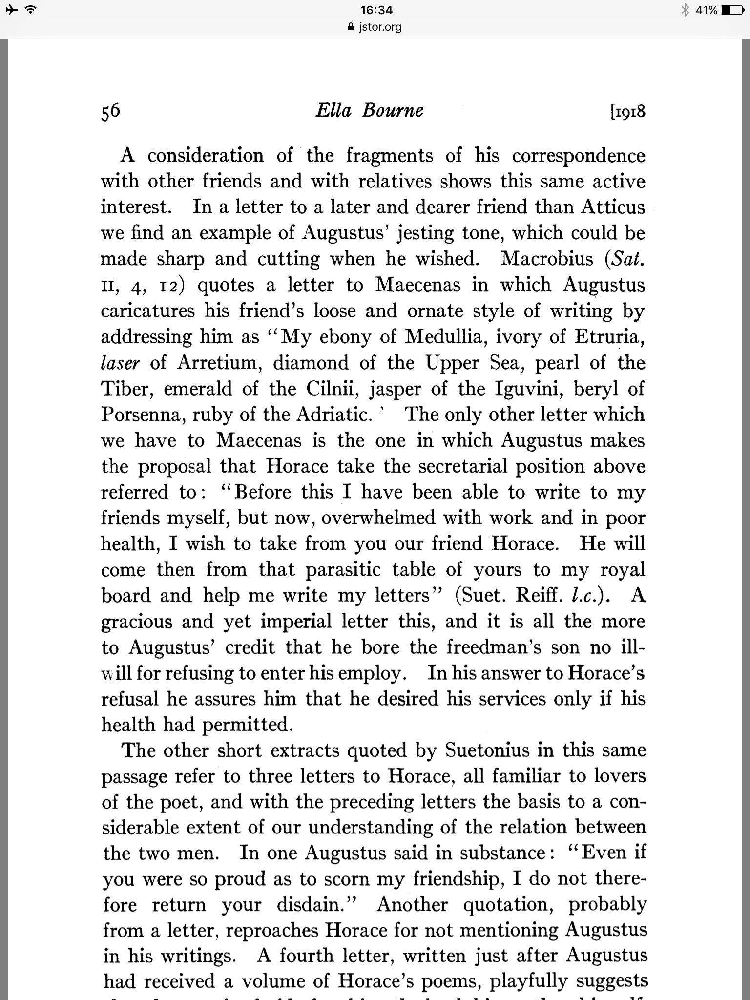 16:34
41%
jstor.org
56 Ella Bourne [1918
A consideration of the fragments of his correspondence
with other friends and with relatives shows this same active
interest. In a letter to a later and dearer friend than Atticus
we find an example of Augustus’ jesting tone, which could be
made sharp and cutting when he wished. Macrobius (Sat.
II, 4, 12) quotes a letter to Maecenas in which Augustus
caricatures his friend’s loose and ornate style of writing by
addressing him as “My ebony of Medullia, ivory of Etruria,
laser of Arretium, diamond of the Upper Sea, pearl of the
Tiber, emerald of the Cilnii, jasper of the Iguvini, beryl of
Porsenna, ruby of the Adriatic. ’ The only other letter which
we have to Maecenas is the one in which Augustus makes
the proposal that Horace take the secretarial position above
referred to: “Before this I have been able to write to my
friends myself, but now, overwhelmed with work and in poor
health, I wish to take from you our friend Horace. He will
come then from that parasitic table of yours to my royal
board and help me write my letters” (Suet. Reiff. l.c.). A
gracious and yet imperial letter this, and it is all the more
to Augustus’ credit that he bore the freedman’s son no ill-
will for refusing to enter his employ. In his answer to Horace’s
refusal he assures him that he desired his services only if his
health had permitted.
The other short extracts quoted by Suetonius in this same
passage refer to three letters to Horace, all familiar to lovers
of the poet, and with the preceding letters the basis to a con-
siderable extent of our understanding of the relation between
the two men. In one Augustus said in substance: “Even if
you were so proud as to scorn my friendship, I do not there-
fore return your disdain.” Another quotation, probably
from a letter, reproaches Horace for not mentioning Augustus
in his writings. A fourth letter, written just after Augustus
had received a volume of Horace’s poems, playfully suggests